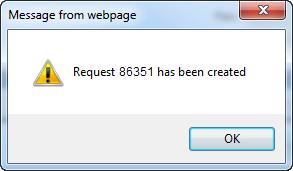 Message from webpage
Request 86351 has been created
OK